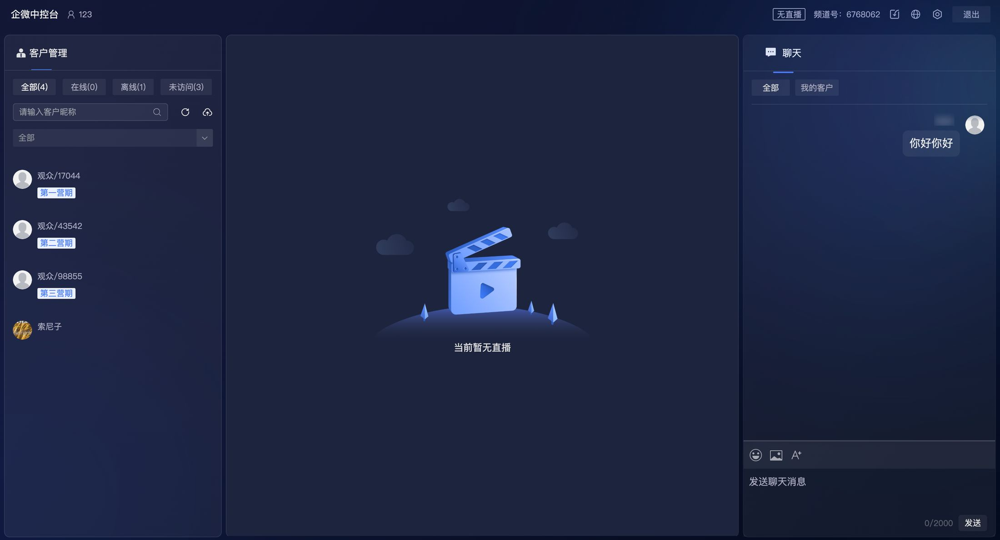 企微中控台 123
无直播 频道号：6768062 退出
客户管理
全部(4) 在线(0) 离线(1) 未访问(3)
请输入客户昵称
全部
观众/17044
第一营期
观众/43542
第二营期
观众/98855
第三营期
索尼子
当前暂无直播
聊天
全部 我的客户
你好你好
A+
发送聊天消息
0/2000 发送